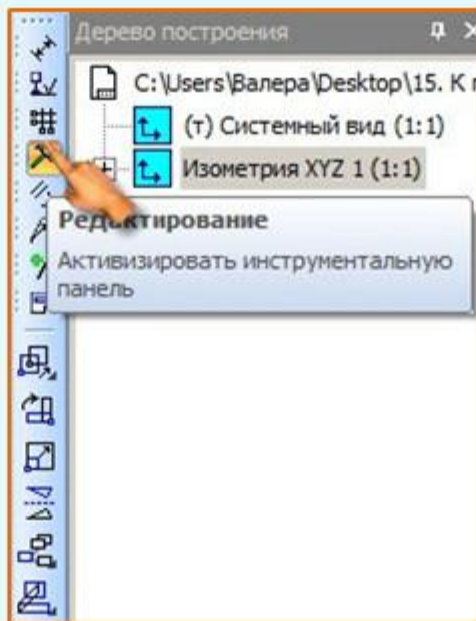 Дерево построения
C:\Users\Валера\Desktop\15. К
(т) Системный вид (1:1)
Изометрия XYZ 1 (1:1)
Редактирование
Активизировать инструментальную
панель